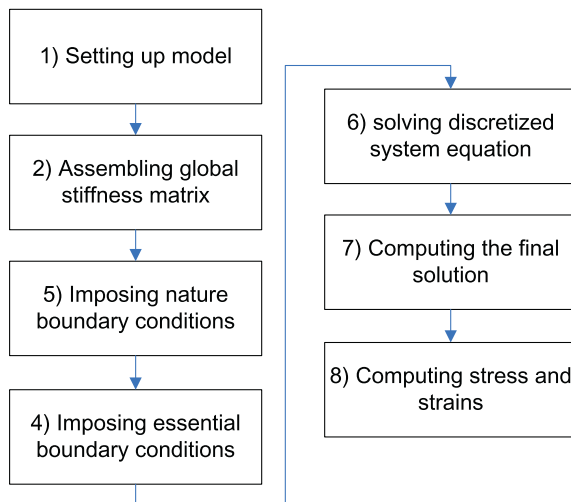 1) Setting up model
2) Assembling global
stiffness matrix
5) Imposing nature
boundary conditions
4) Imposing essential
boundary conditions
6) solving discretized
system equation
7) Computing the final
solution
8) Computing stress and
strains